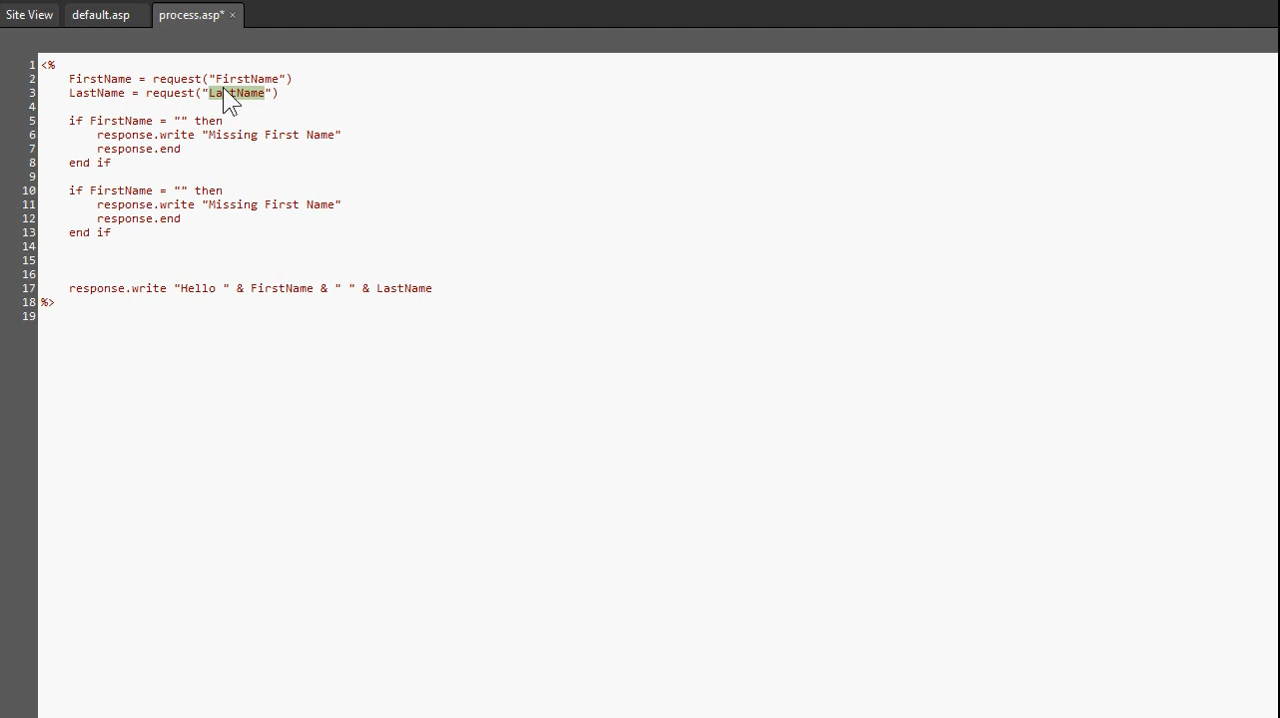 Site View default.asp process.asp* ×
1 <%
2 FirstName = request("FirstName")
3 LastName = request("LastName")
4
5 if FirstName = "" then
6 response.write "Missing First Name"
7 response.end
8 end if
9
10 if FirstName = "" then
11 response.write "Missing First Name"
12 response.end
13 end if
14
15
16
17 response.write "Hello " & FirstName & " " & LastName
18 %>
19